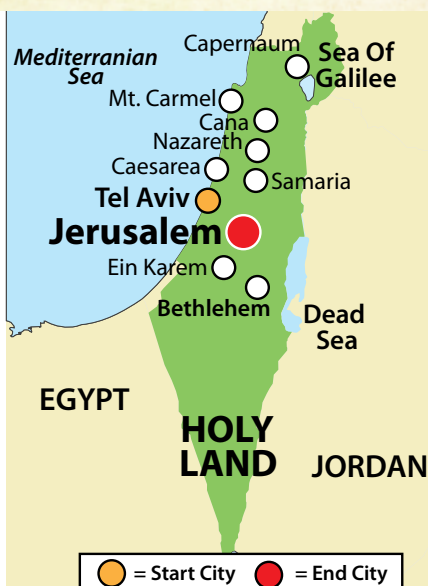 Capernaum
Mediterranian
Sea
Sea Of
Galilee
Mt. Carmel
Cana
Nazareth
Caesarea
Samaria
Tel Aviv
Jerusalem
Ein Karem
Bethlehem
Dead
Sea
EGYPT
HOLY
LAND
JORDAN
= Start City = End City